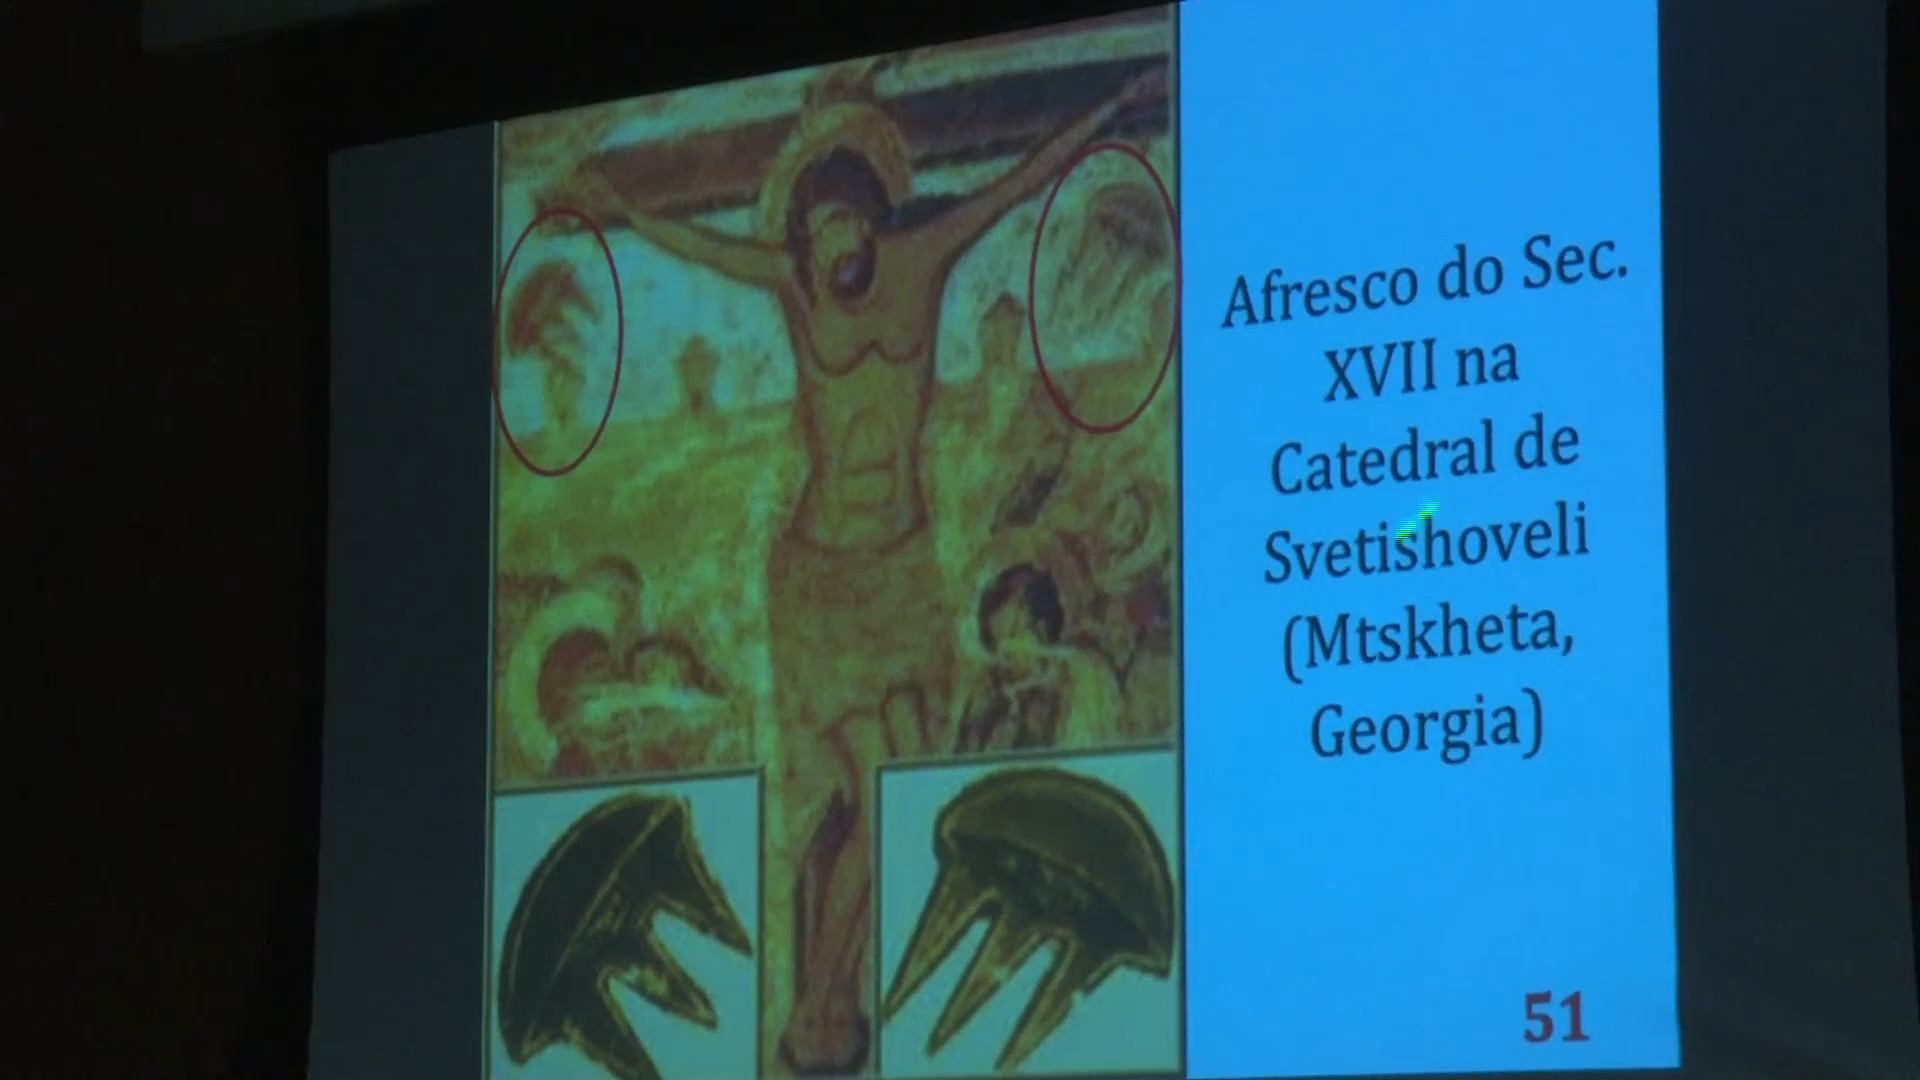 Afresco do Sec.
XVII na
Catedral de
Svetishoveli
(Mtskheta,
Georgia)
51